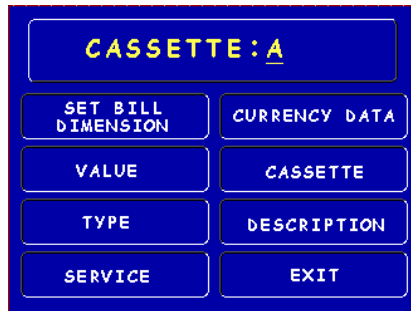 CASSETTE:A
SET BILL
DIMENSION
CURRENCY DATA
VALUE
CASSETTE
TYPE
DESCRIPTION
SERVICE
EXIT